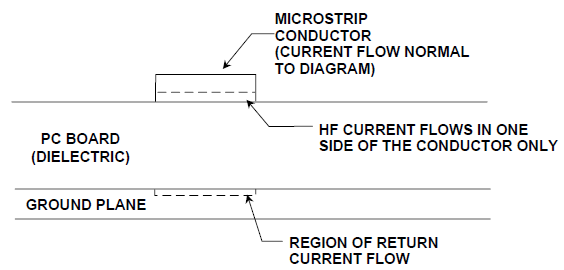 MICROSTRIP
CONDUCTOR
(CURRENT FLOW NORMAL
TO DIAGRAM)
HF CURRENT FLOWS IN ONE
SIDE OF THE CONDUCTOR ONLY
PC BOARD
(DIELECTRIC)
GROUND PLANE
REGION OF RETURN
CURRENT FLOW